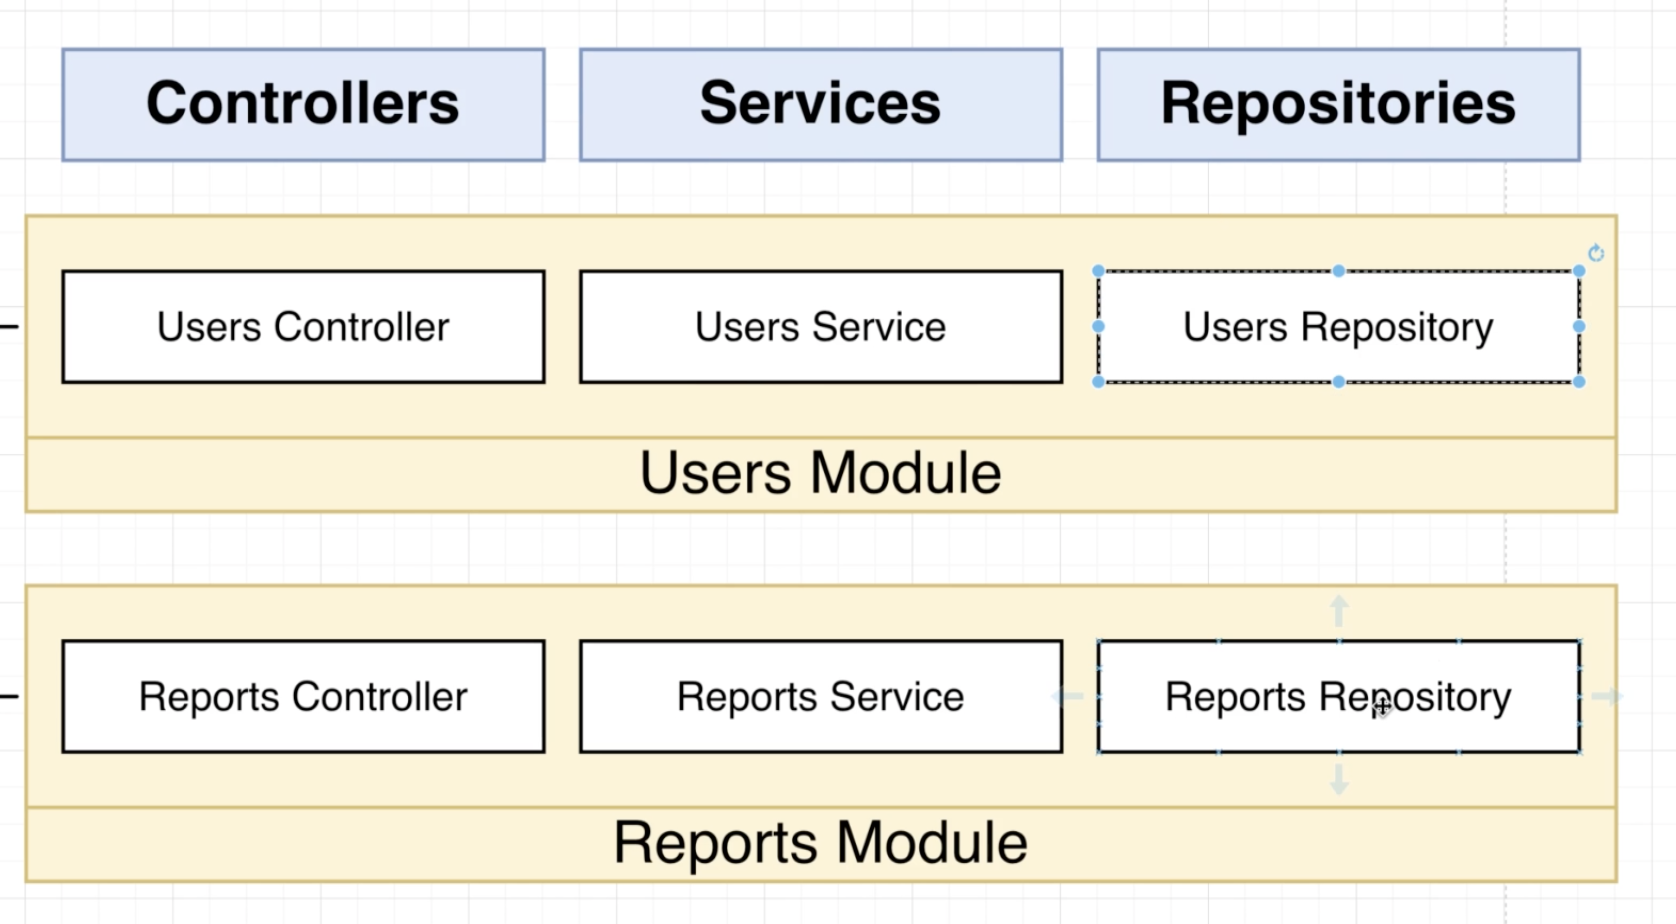 Controllers
Services
Repositories
Users Controller
Users Service
Users Repository
Users Module
Reports Controller
Reports Service
Reports Repository
Reports Module